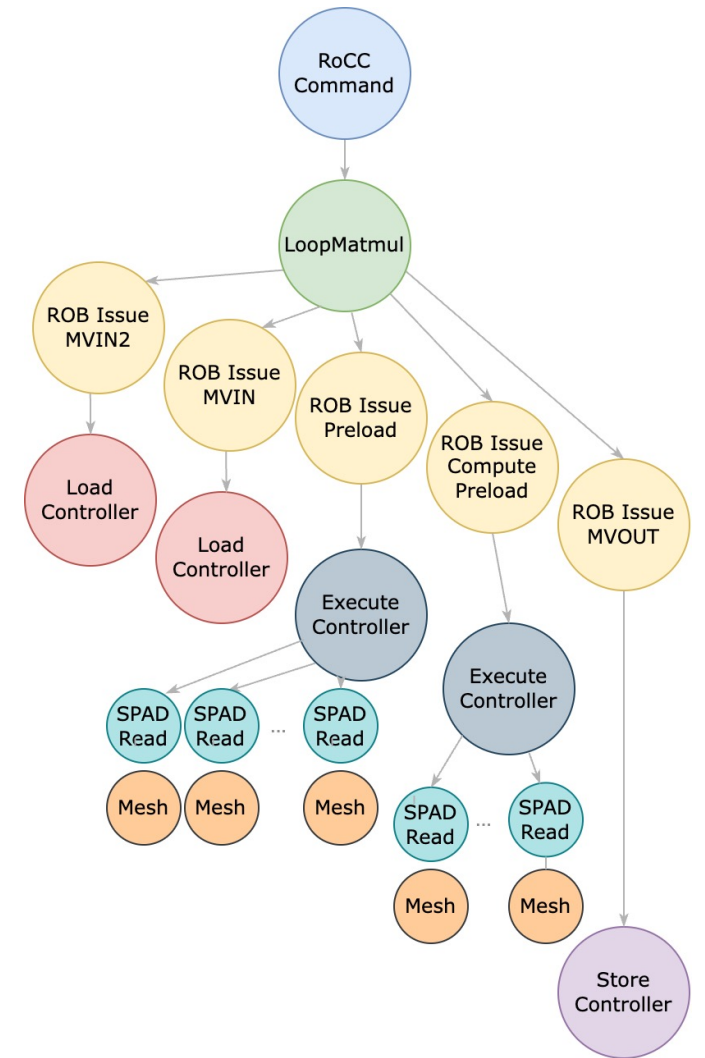 RoCC
Command
LoopMatmul
ROB Issue
MVIN2
ROB Issue
MVIN
ROB Issue
Preload
ROB Issue
Compute
Preload
ROB Issue
MVOUT
Load
Controller
Load
Controller
Execute
Controller
Execute
Controller
SPAD
Read
SPAD
Read
...
SPAD
Read
Mesh
Mesh
Mesh
SPAD
Read
...
SPAD
Read
Mesh
Mesh
Store
Controller